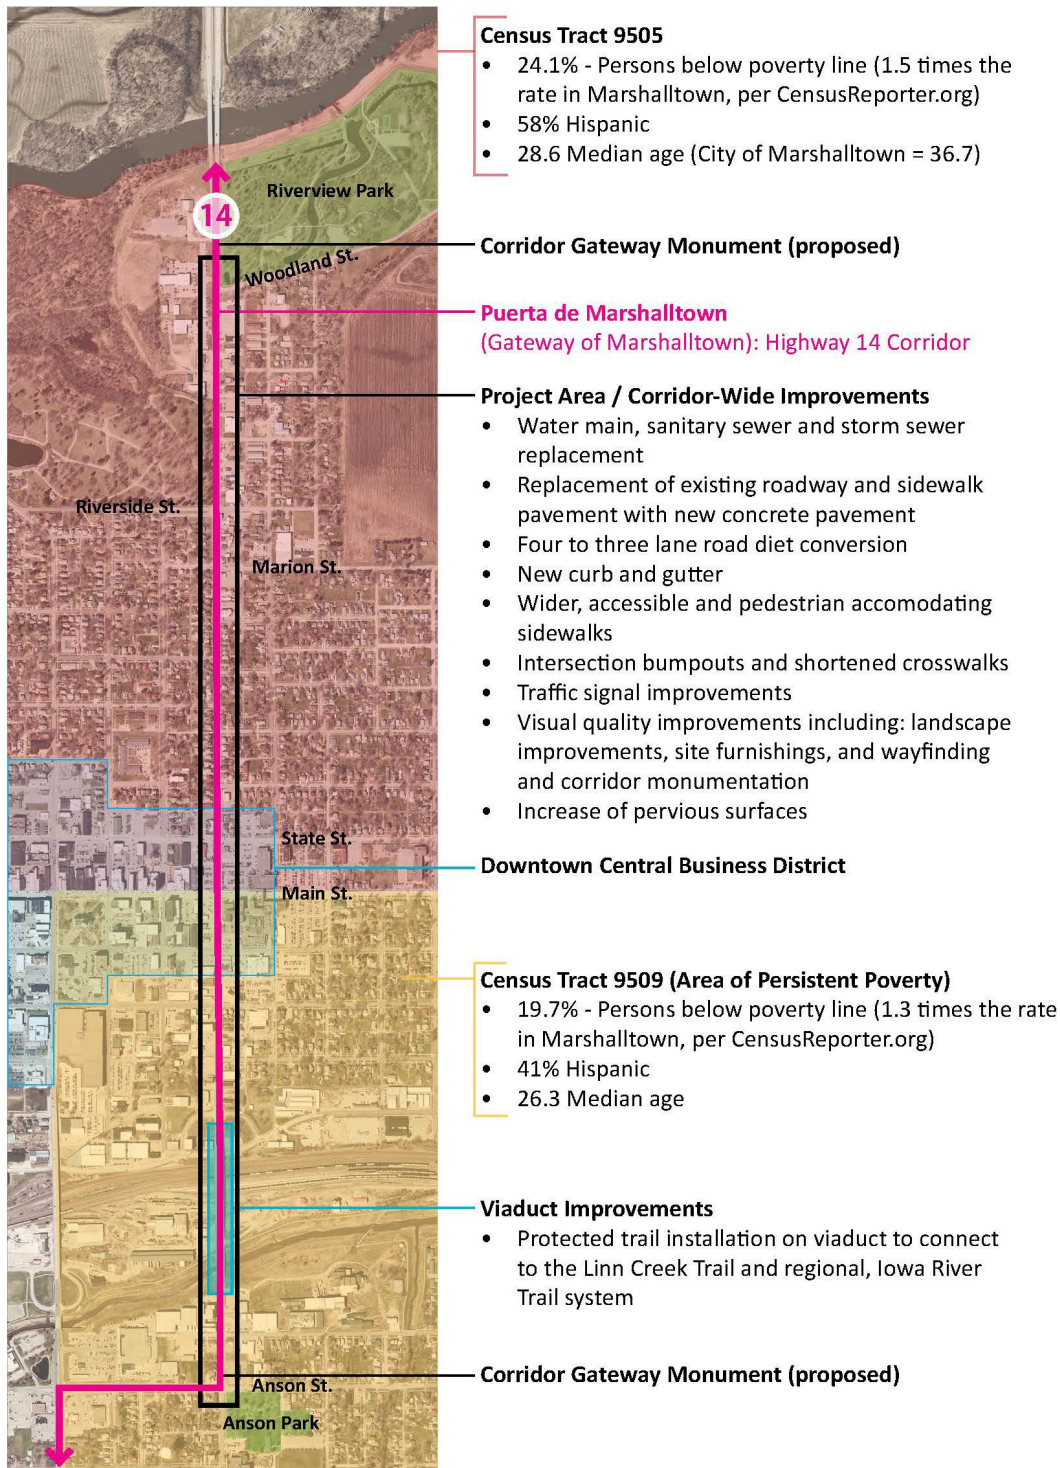 Census Tract 9505
• 24.1% - Persons below poverty line (1.5 times the
rate in Marshalltown, per CensusReporter.org)
• 58% Hispanic
• 28.6 Median age (City of Marshalltown = 36.7)
Riverview Park
14
Corridor Gateway Monument (proposed)
Woodland St.
Puerta de Marshalltown
(Gateway of Marshalltown): Highway 14 Corridor
Project Area / Corridor-Wide Improvements
• Water main, sanitary sewer and storm sewer
replacement
• Replacement of existing roadway and sidewalk
pavement with new concrete pavement
• Four to three lane road diet conversion
• New curb and gutter
• Wider, accessible and pedestrian accomodating
sidewalks
• Intersection bumpouts and shortened crosswalks
• Traffic signal improvements
• Visual quality improvements including: landscape
improvements, site furnishings, and wayfinding
and corridor monumentation
• Increase of pervious surfaces
Riverside St.
Marion St.
State St.
Downtown Central Business District
Main St.
Census Tract 9509 (Area of Persistent Poverty)
• 19.7% - Persons below poverty line (1.3 times the rate
in Marshalltown, per CensusReporter.org)
• 41% Hispanic
• 26.3 Median age
Viaduct Improvements
• Protected trail installation on viaduct to connect
to the Linn Creek Trail and regional, Iowa River
Trail system
Corridor Gateway Monument (proposed)
Anson St.
Anson Park